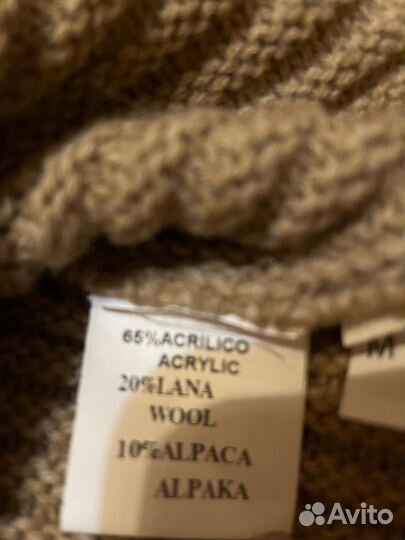 65%ACRILICO
ACRYLIC
20%LANA
WOOL
10%ALPACA
ALPAKA
M
Avito